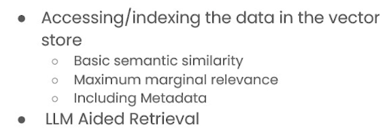 ● Accessing/indexing the data in the vector
store
○ Basic semantic similarity
○ Maximum marginal relevance
○ Including Metadata
● LLM Aided Retrieval